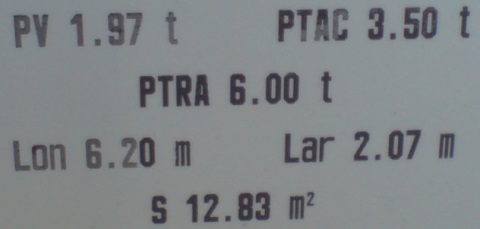 PV 1.97 t PTAC 3.50 t
PTRA 6.00 t
Lon 6.20 m Lar 2.07 m
S 12.83 m²